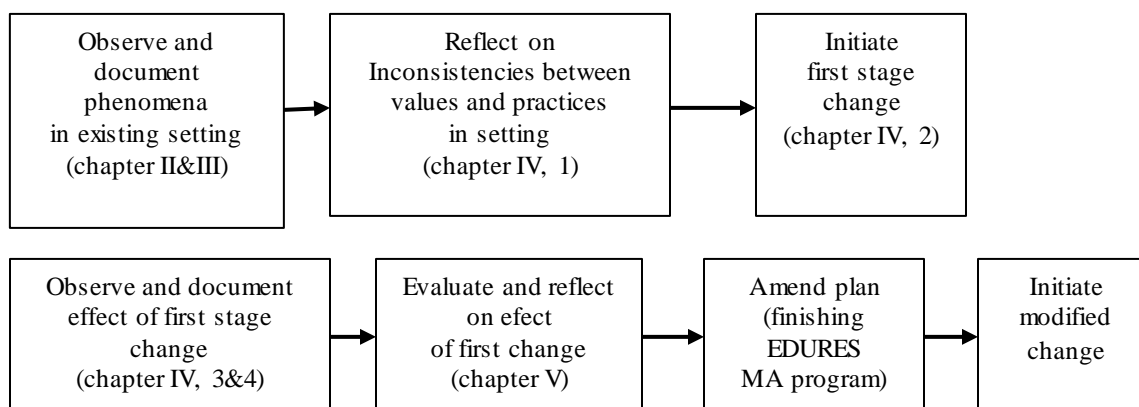 Observe and
document
phenomena
in existing setting
(chapter II&III)
Reflect on
Inconsistencies between
values and practices
in setting
(chapter IV, 1)
Initiate
first stage
change
(chapter IV, 2)
Observe and document
effect of first stage
change
(chapter IV, 3&4)
Evaluate and reflect
on efect
of first change
(chapter V)
Amend plan
(finishing
EDURES
MA program)
Initiate
modified
change